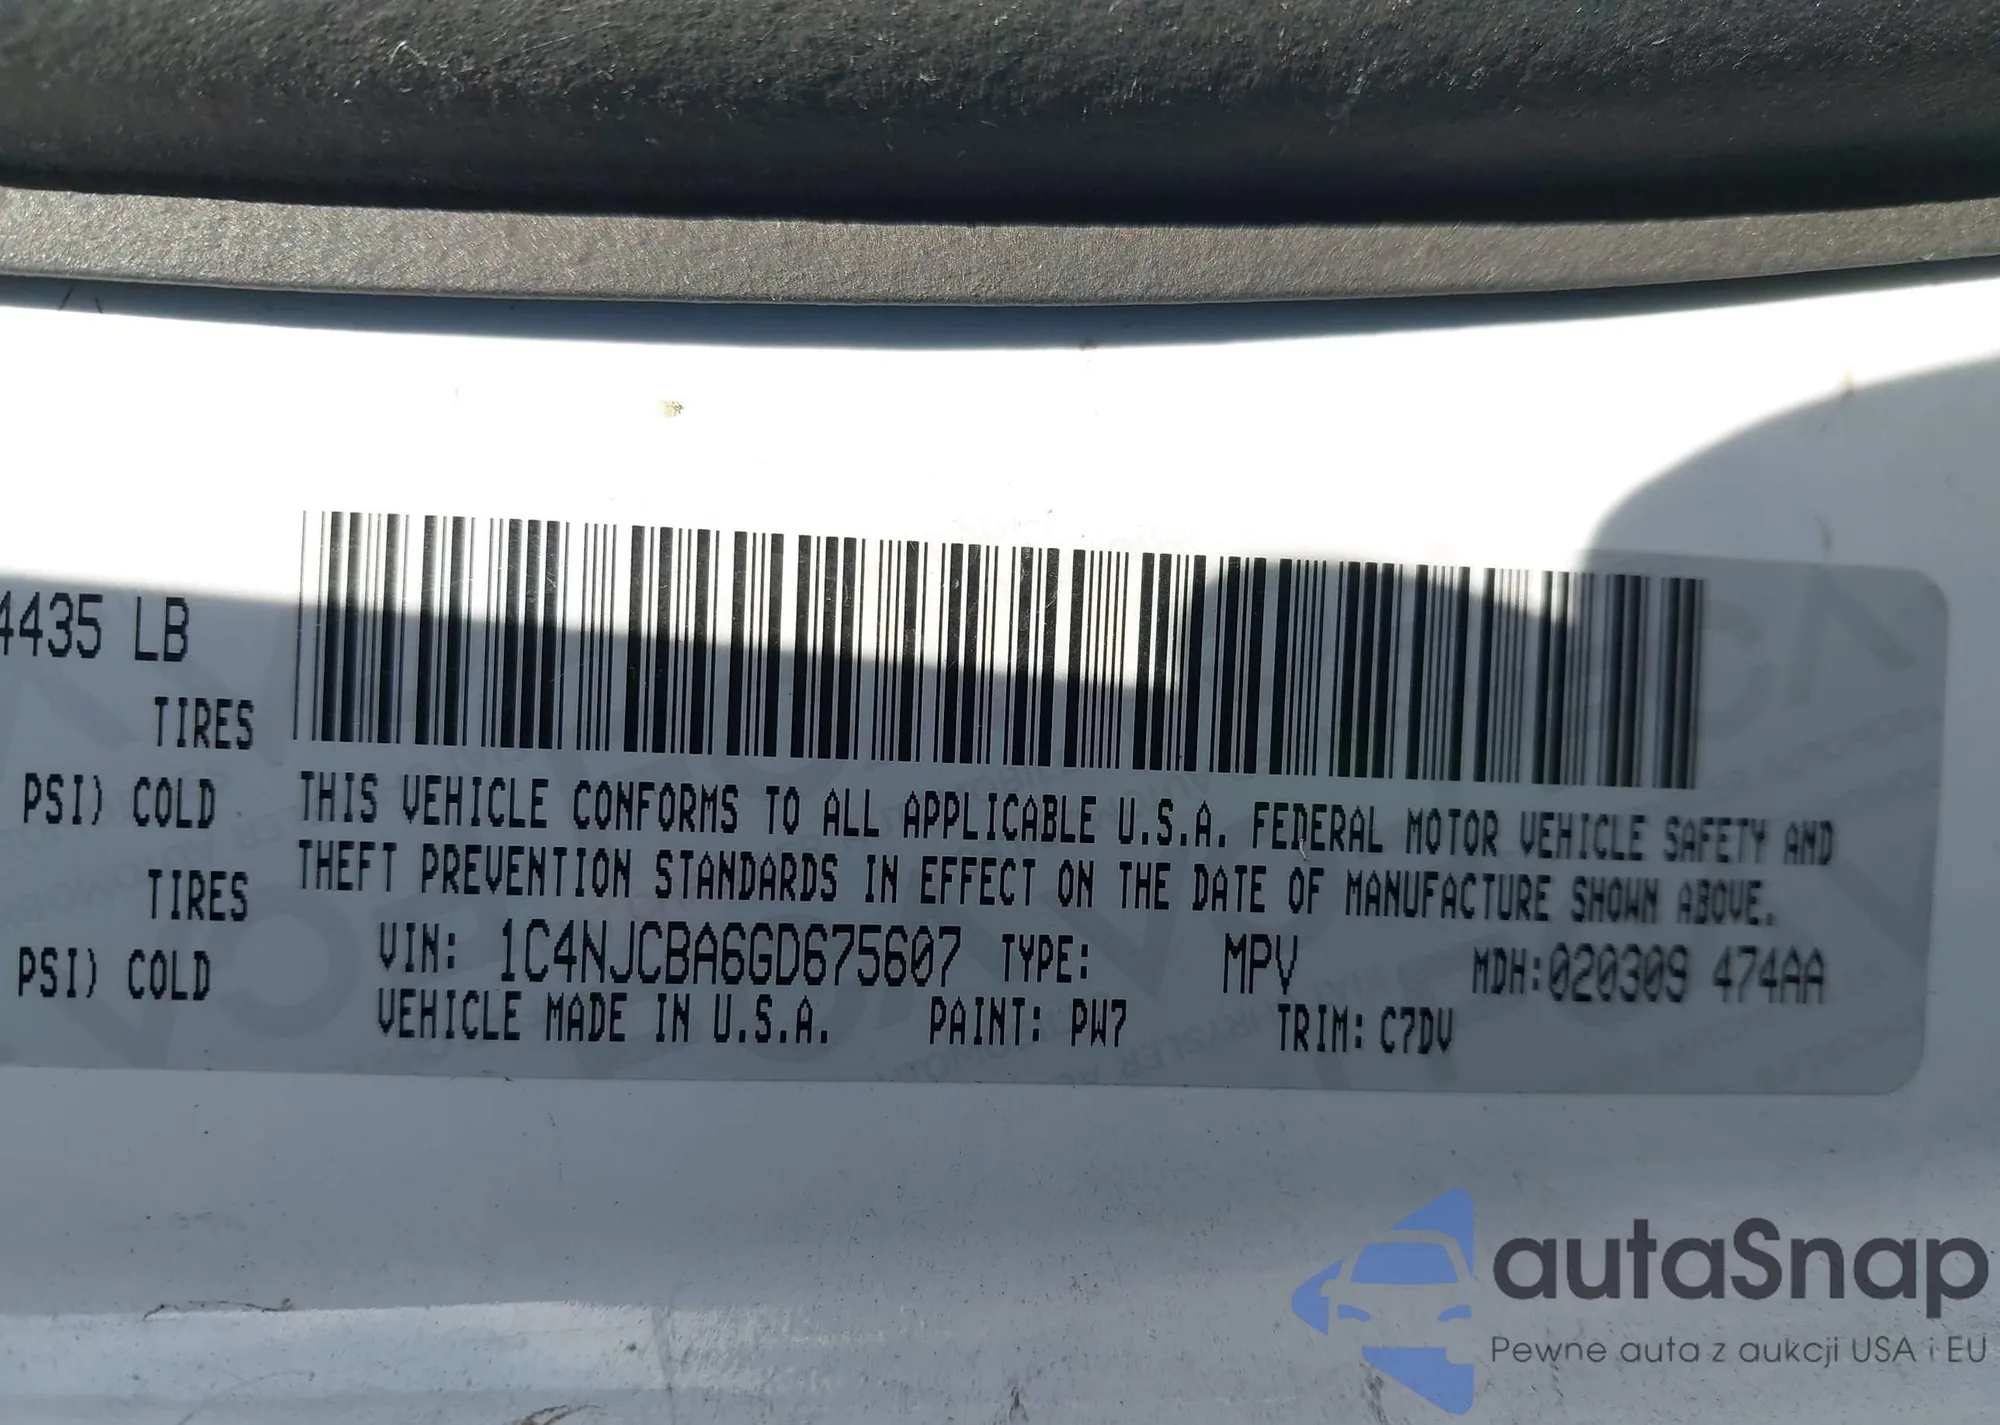 4435 LB
TIRES
PSI) COLD
TIRES
PSI) COLD
THIS VEHICLE CONFORMS TO ALL APPLICABLE U.S.A. FEDERAL MOTOR VEHICLE SAFETY AND
THEFT PREVENTION STANDARDS IN EFFECT ON THE DATE OF MANUFACTURE SHOWN ABOVE.
VIN: 1C4NJCBA6GD675607 TYPE: MPV MDH:020309 474AA
VEHICLE MADE IN U.S.A. PAINT: PW7 TRIM: C7DV
autaSnap
Pewne auta z aukcji USA i EU